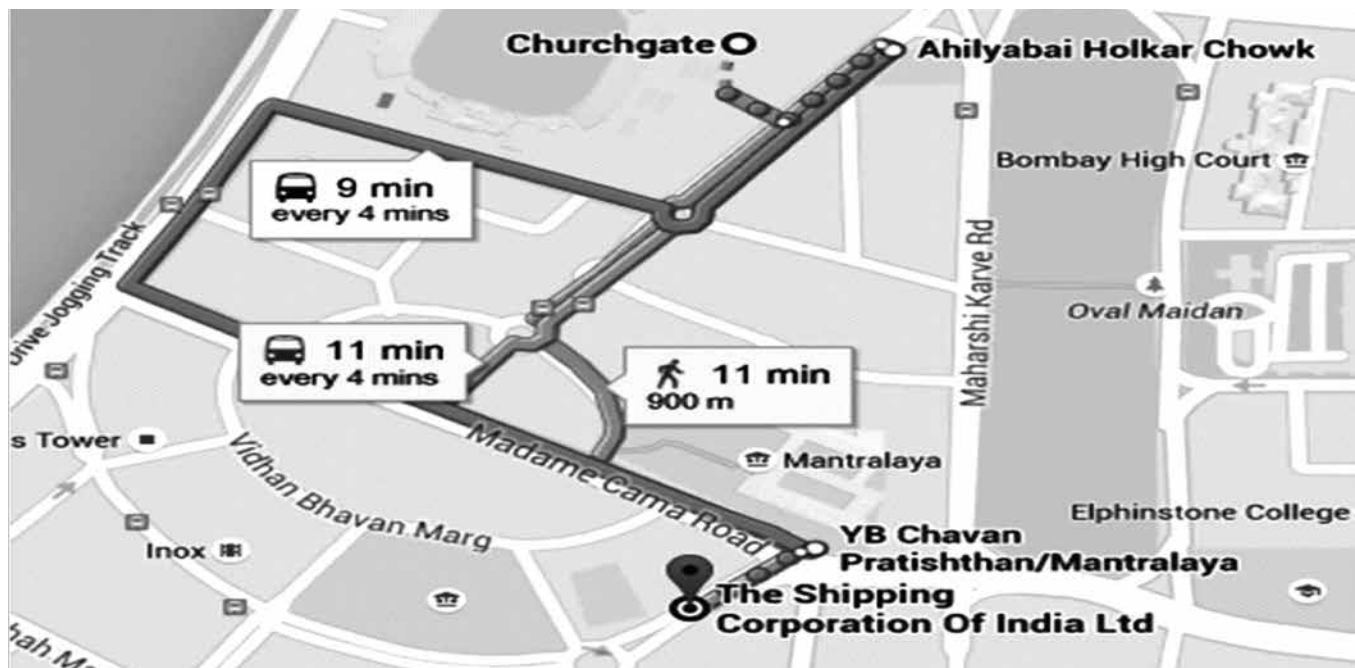 Churchgate
Ahilyabai Holkar Chowk
Bombay High Court
9 min
every 4 mins
Drive Jogging Track
Maharshi Karve Rd
Oval Maidan
11 min
every 4 mins
11 min
900 m
s Tower
Vidhan Bhavan Marg
Madame Cama Road
Mantralaya
Elphinstone College
Inox
YB Chavan
Pratishthan/Mantralaya
The Shipping
Corporation Of India Ltd